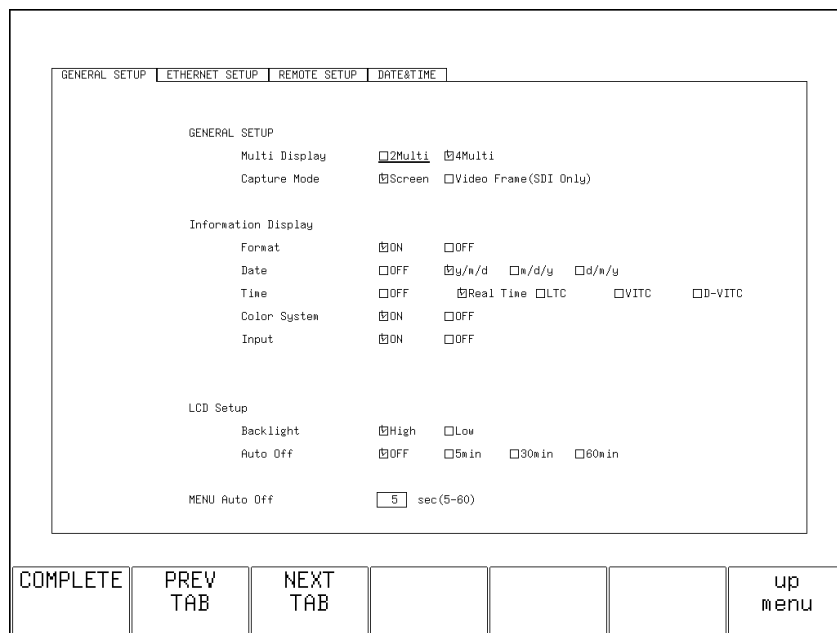 GENERAL SETUP ETHERNET SETUP REMOTE SETUP DATE&TIME
GENERAL SETUP
Multi Display 2Multi 4Multi
Capture Mode Screen Video Frame(SDI Only)
Information Display
Format ON OFF
Date OFF y/m/d m/d/y d/m/y
Time OFF Real Time LTC VITC D-VITC
Color System ON OFF
Input ON OFF
LCD Setup
Backlight High Low
Auto Off OFF 5min 30min 60min
MENU Auto Off 5 sec(5-60)
COMPLETE PREV TAB NEXT TAB up menu